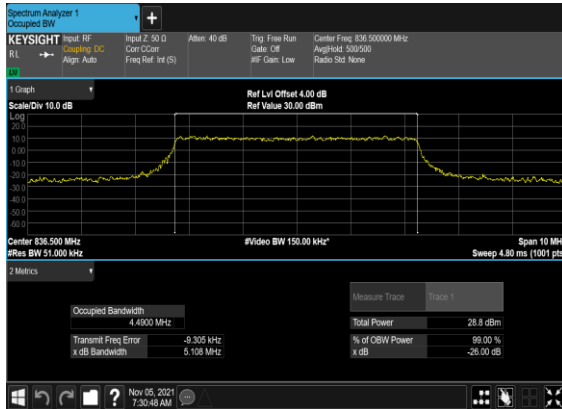 Spectrum Analyzer 1
Occupied BW
KEYSIGHT Input: RF Input Z: 50 Ω Atten: 40 dB Trig: Free Run Center Freq: 836.500000 MHz
RL Coupling: DC Corr CCorr Gate: Off Avg|Hold: 500/500
Align: Auto Freq Ref: Int (S) #IF Gain: Low Radio Std: None
1 Graph
Scale/Div 10.0 dB
Ref Lvl Offset 4.00 dB
Ref Value 30.00 dBm
Log
20.0
10.0
0.00
-10.0
-20.0
-30.0
-40.0
-50.0
-60.0
Center 836.500 MHz #Video BW 150.00 kHz* Span 10 MH
#Res BW 51.000 kHz Sweep 4.80 ms (1001 pts
2 Metrics
Measure Trace Trace 1
Occupied Bandwidth
4.4900 MHz
Total Power 28.8 dBm
Transmit Freq Error -9.305 kHz % of OBW Power 99.00 %
x dB Bandwidth 5.108 MHz x dB -26.00 dB
Nov 05, 2021
7:30:48 AM